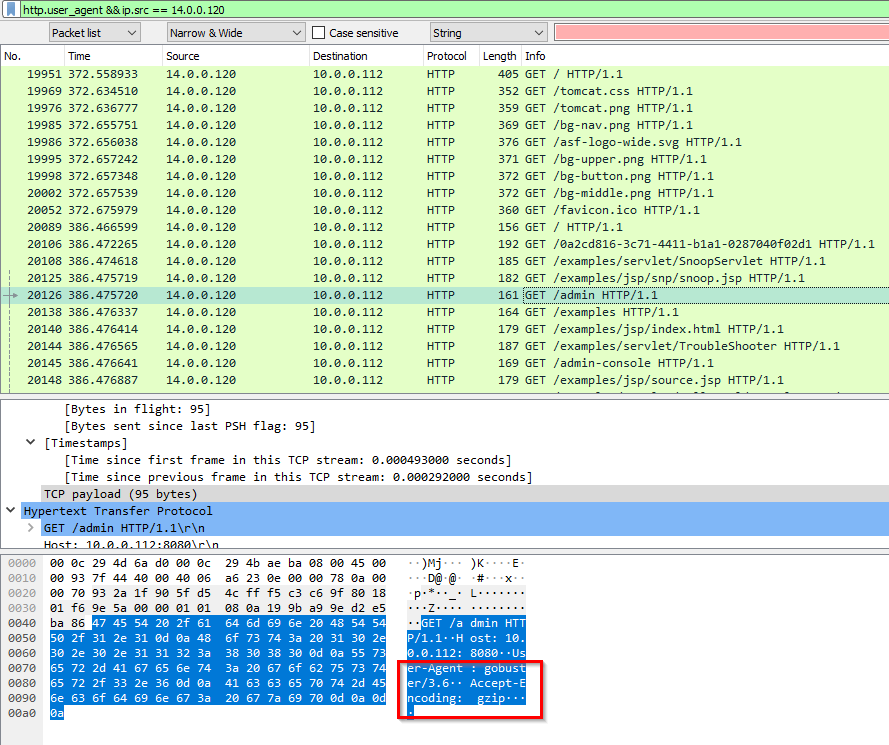 http.user_agent &&ip.src == 14.0.0.120
Packet list Narrow & Wide Case sensitive String
No. Time Source Destination Protocol Length Info
19951 372.558933 14.0.0.120 10.0.0.112 HTTP 405 GET / HTTP/1.1
19969 372.634510 14.0.0.120 10.0.0.112 HTTP 352 GET /tomcat.css HTTP/1.1
19976 372.636777 14.0.0.120 10.0.0.112 HTTP 359 GET /tomcat.png HTTP/1.1
19985 372.655751 14.0.0.120 10.0.0.112 HTTP 369 GET /bg-nav.png HTTP/1.1
19986 372.656038 14.0.0.120 10.0.0.112 HTTP 376 GET /asf-logo-wide.svg HTTP/1.1
19995 372.657242 14.0.0.120 10.0.0.112 HTTP 371 GET /bg-upper.png HTTP/1.1
19998 372.657348 14.0.0.120 10.0.0.112 HTTP 372 GET /bg-button.png HTTP/1.1
20002 372.657539 14.0.0.120 10.0.0.112 HTTP 372 GET /bg-middle.png HTTP/1.1
20052 372.675979 14.0.0.120 10.0.0.112 HTTP 360 GET /favicon.ico HTTP/1.1
20089 386.466599 14.0.0.120 10.0.0.112 HTTP 156 GET / HTTP/1.1
20106 386.472265 14.0.0.120 10.0.0.112 HTTP 192 GET /0a2cd816-3c71-4411-b1a1-0287040f02d1 HTTP/1.1
20108 386.474618 14.0.0.120 10.0.0.112 HTTP 185 GET /examples/servlet/SnoopServlet HTTP/1.1
20125 386.475719 14.0.0.120 10.0.0.112 HTTP 182 GET /examples/jsp/snp/snoop.jsp HTTP/1.1
20126 386.475720 14.0.0.120 10.0.0.112 HTTP 161 GET /admin HTTP/1.1
20138 386.476337 14.0.0.120 10.0.0.112 HTTP 164 GET /examples HTTP/1.1
20140 386.476414 14.0.0.120 10.0.0.112 HTTP 179 GET /examples/jsp/index.html HTTP/1.1
20144 386.476565 14.0.0.120 10.0.0.112 HTTP 187 GET /examples/servlet/TroubleShooter HTTP/1.1
20145 386.476641 14.0.0.120 10.0.0.112 HTTP 169 GET /admin-console HTTP/1.1
20148 386.476887 14.0.0.120 10.0.0.112 HTTP 179 GET /examples/jsp/source.jsp HTTP/1.1
[Bytes in flight: 95]
[Bytes sent since last PSH flag: 95]
[Timestamps]
[Time since first frame in this TCP stream: 0.000493000 seconds]
[Time since previous frame in this TCP stream: 0.000292000 seconds]
TCP payload (95 bytes)
Hypertext Transfer Protocol
GET /admin HTTP/1.1\r\n
Host: 10.0.0.112:8080\r\n
0000 00 0c 29 4d 6a d0 00 0c 29 4b ae ba 08 00 45 00 ··)Mj··· )K····E·
0010 00 93 7f 44 40 00 40 06 a6 23 0e 00 00 78 0a 00 ···D@·@· ·#···x··
0020 00 70 93 2a 1f 90 5f d5 4c ff f5 c3 c6 9f 80 18 ·p·*··_· L·······
0030 01 f6 9e 5a 00 00 01 01 08 0a 19 9b a9 9e d2 e5 ···Z···· ········
0040 ba 86 47 45 54 20 2f 61 64 6d 69 6e 20 48 54 54 ··GET /a dmin HTT
0050 50 2f 31 2e 31 0d 0a 48 6f 73 74 3a 20 31 30 2e P/1.1··H ost: 10.
0060 30 2e 30 2e 31 31 32 3a 38 30 38 30 0d 0a 55 73 0.0.112: 8080··Us
0070 65 72 2d 41 67 65 6e 74 3a 20 67 6f 62 75 73 74 er-Agent : gobust
0080 65 72 2f 33 2e 36 0d 0a 41 63 63 65 70 74 2d 45 er/3.6·· Accept-E
0090 6e 63 6f 64 69 6e 67 3a 20 67 7a 69 70 0d 0a 0d ncoding: gzip···
00a0 0a ·